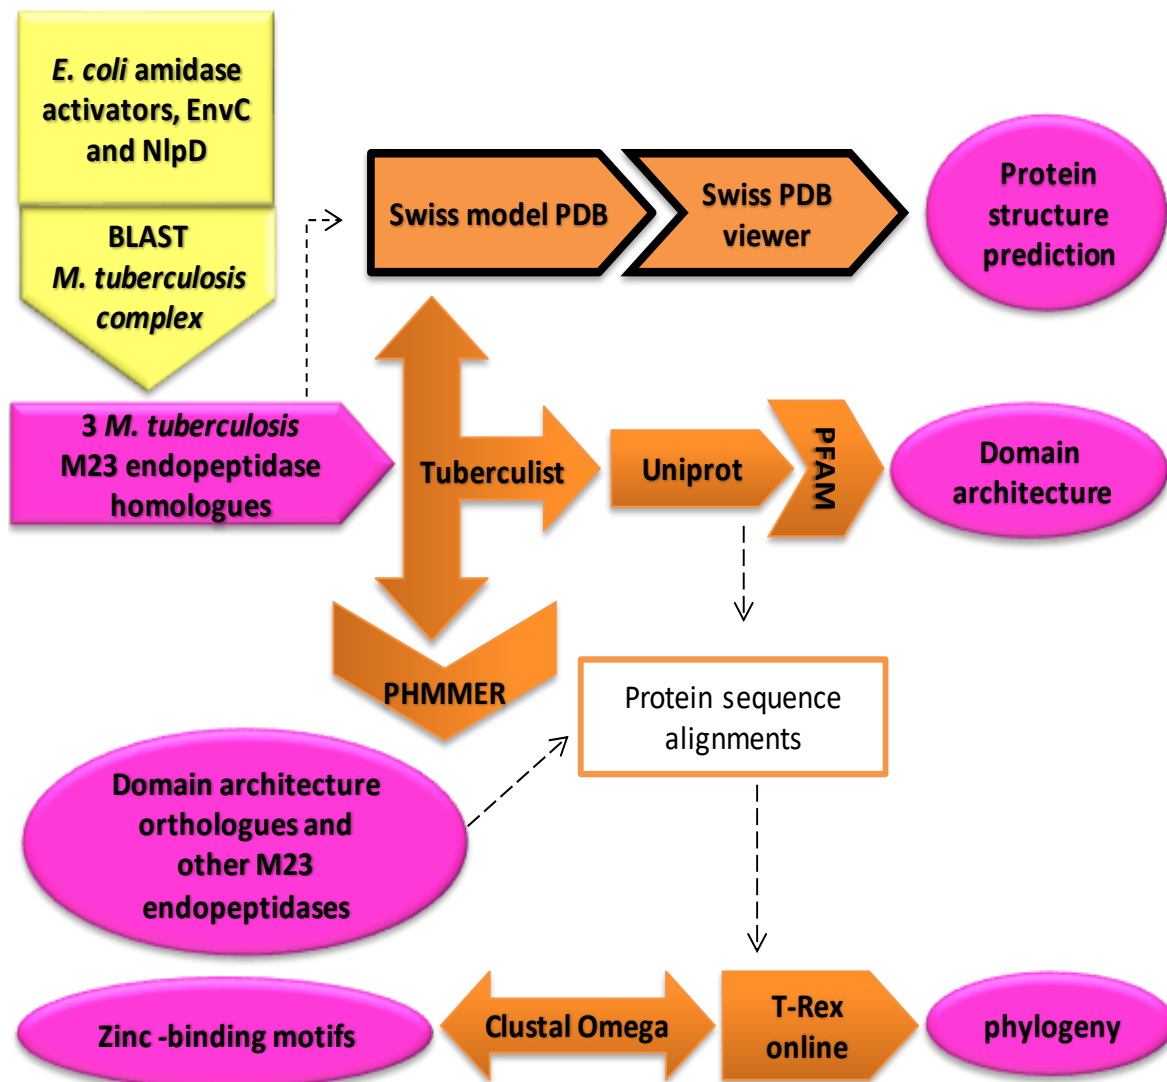 E. coli amidase
activators, EnvC
and NlpD
BLAST
M. tuberculosis
complex
Swiss model PDB
Swiss PDB
viewer
Protein
structure
prediction
3 M. tuberculosis
M23 endopeptidase
homologues
Tuberculist
Uniprot
PFAM
Domain
architecture
PHMMER
Protein sequence
alignments
Domain architecture
orthologues and
other M23
endopeptidases
Zinc -binding motifs
Clustal Omega
T-Rex
online
phylogeny